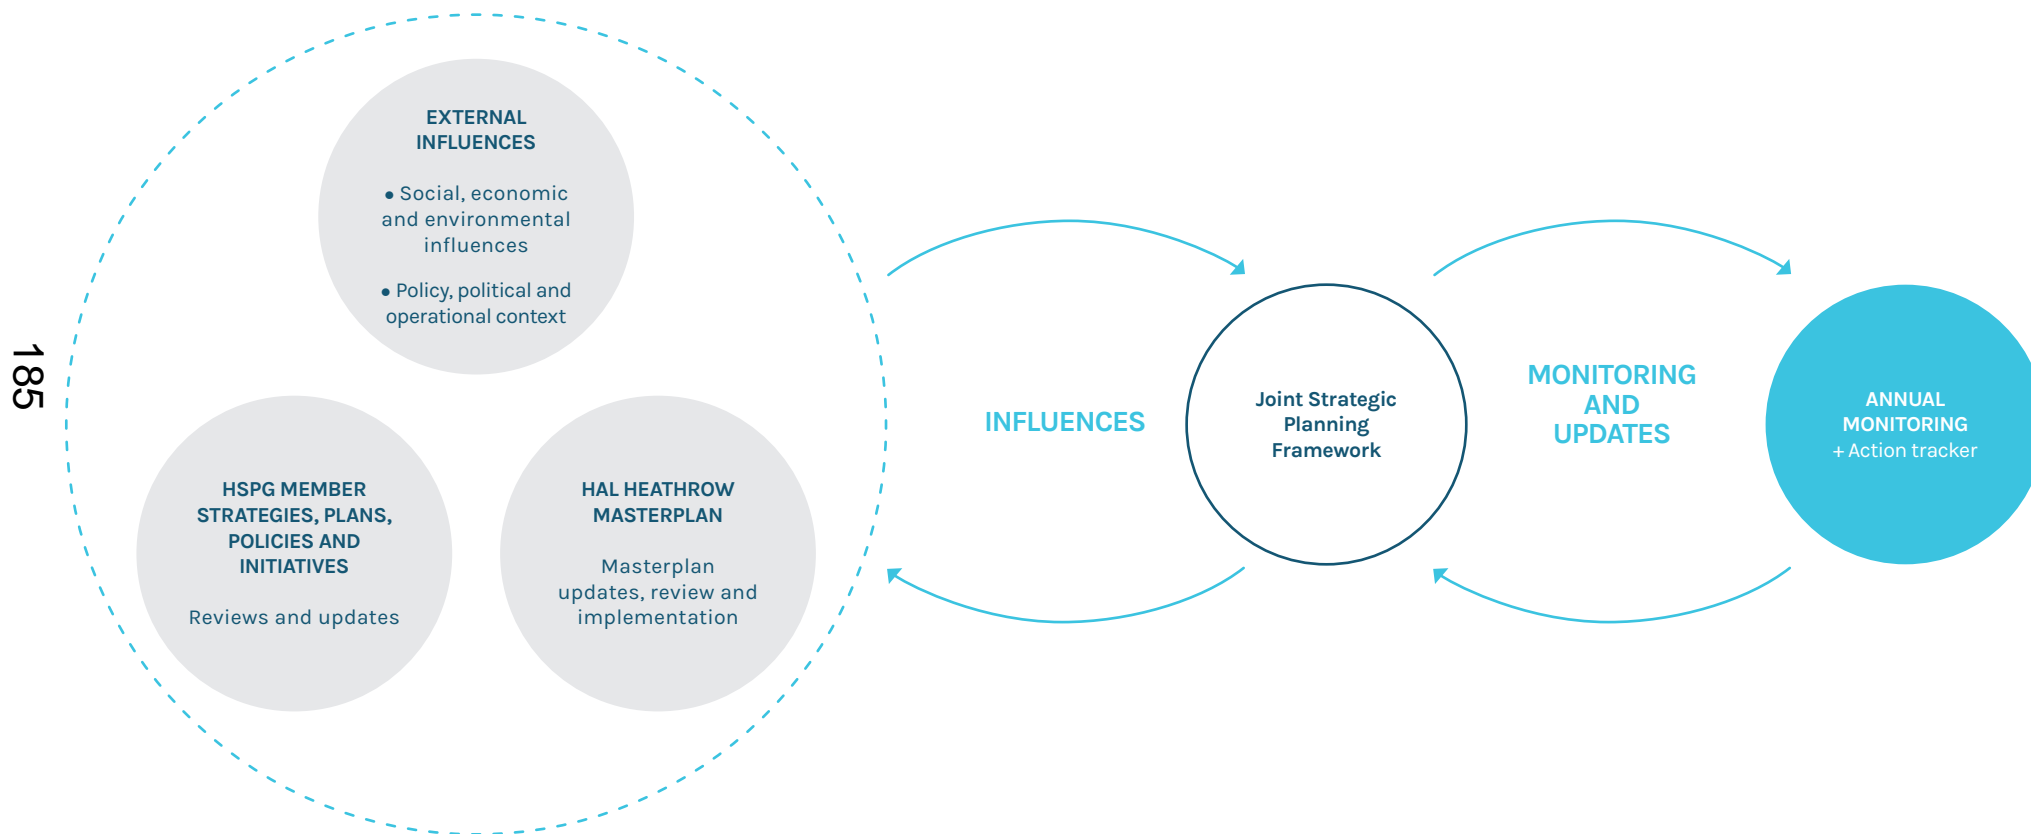 EXTERNAL
INFLUENCES
● Social, economic
and environmental
influences
● Policy, political and
operational context
HSPG MEMBER
STRATEGIES, PLANS,
POLICIES AND
INITIATIVES
Reviews and updates
HAL HEATHROW
MASTERPLAN
Masterplan
updates, review and
implementation
INFLUENCES
Joint Strategic
Planning
Framework
MONITORING
AND
UPDATES
ANNUAL
MONITORING
+ Action tracker
185